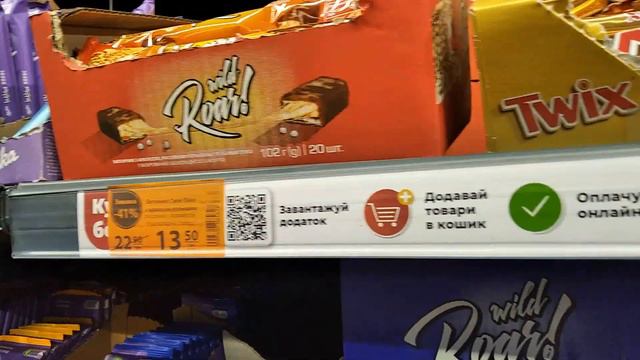 wild
Roar!
102 г(g) | 20 шт.
TWIX
-41%
22
13 50
Завантажуй
додаток
Додавай
товари
в кошик
Оплачу
онлайн
wild
Roar!